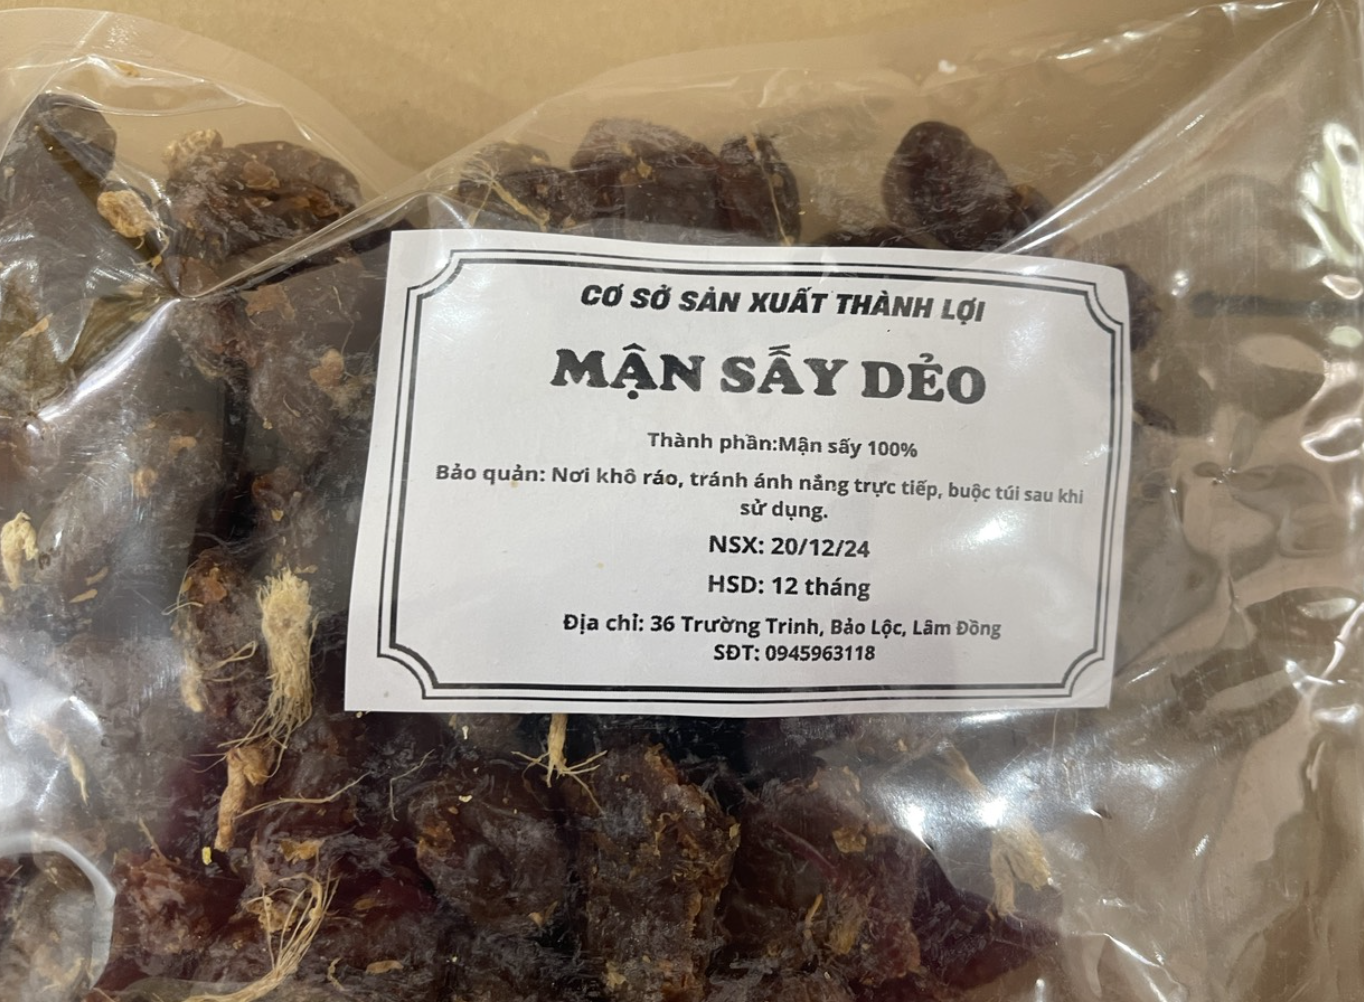 CƠ SỞ SẢN XUẤT THÀNH LỢI
MẬN SẤY DẺO
Thành phần:Mận sấy 100%
Bảo quản: Nơi khô ráo, tránh ánh nắng trực tiếp, buộc túi sau khi
sử dụng.
NSX: 20/12/24
HSD: 12 tháng
Địa chỉ: 36 Trường Trinh, Bảo Lộc, Lâm Đồng
SĐT: 0945963118